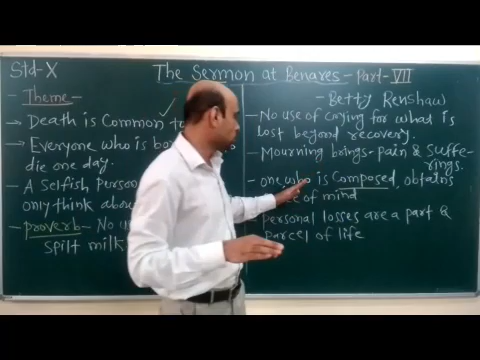 Std-X
The Sermon at Benares - Part-VII
- Theme -
→ Death is Common
→ Everyone who is
die one day.
- A Selfish Person
only think
- proverb - No
spilt milk
- Betty Renshaw
- No use of crying for what is
lost beyond recovery.
- Mourning brings - pain & suffe-
rings.
- one who is Composed, obtains
of mind
- personal losses are a part &
parcel of life